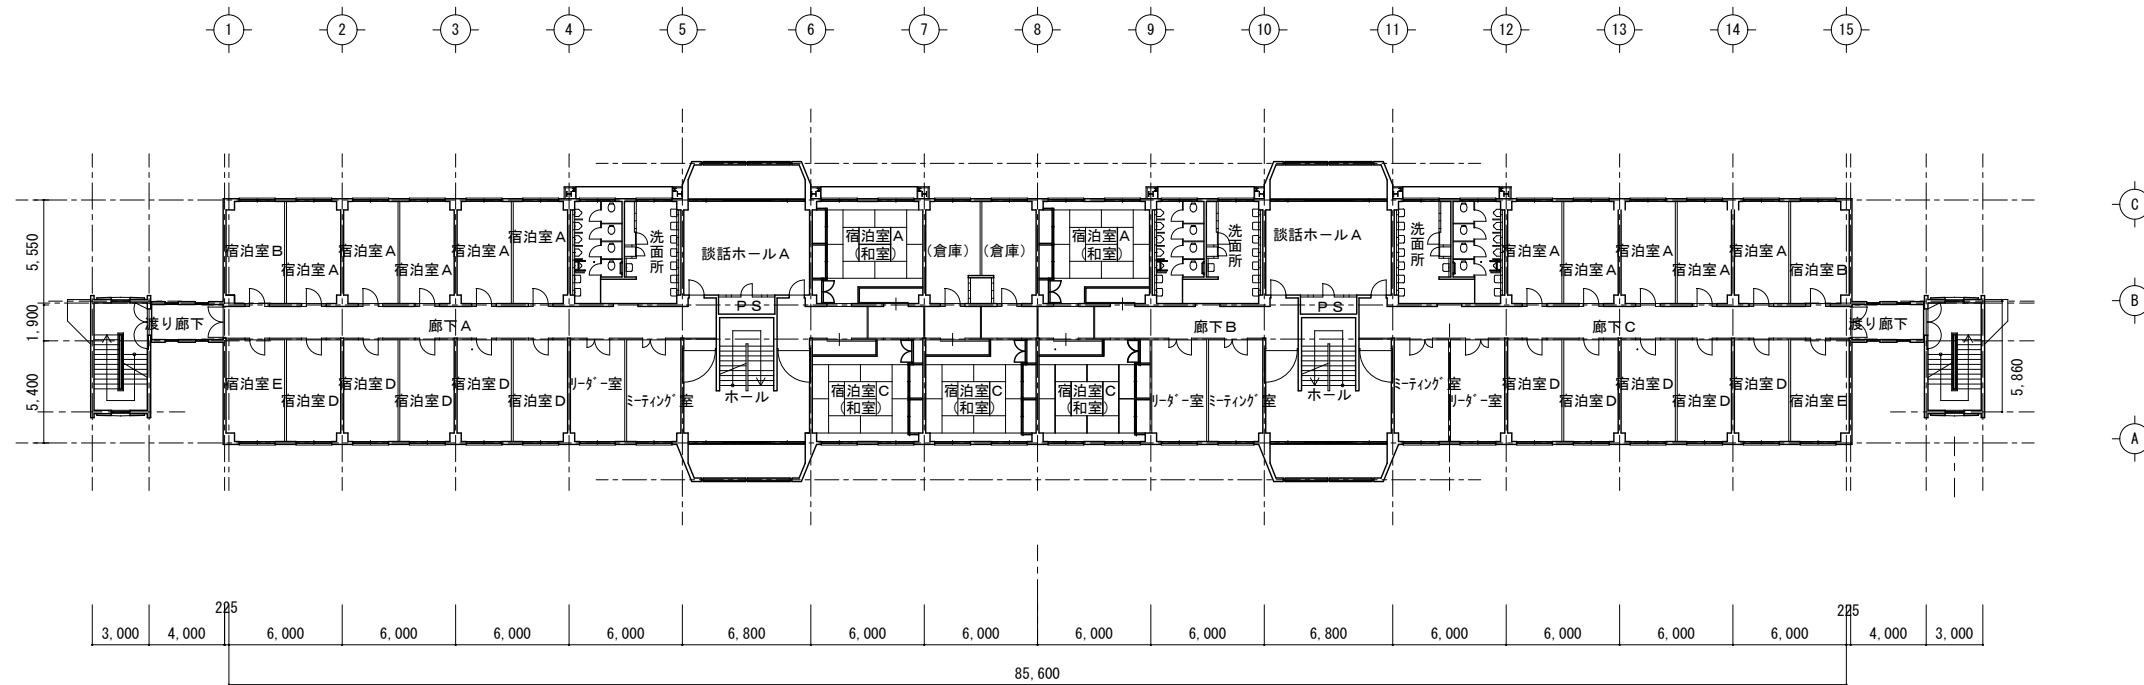 1 2 3 4 5 6 7 8 9 10 11 12 13 14 15
C
B
A
5,550
1,900
5,400
5,860
宿泊室B
宿泊室A
宿泊室A
宿泊室A
宿泊室A
宿泊室A
洗面所
談話ホールA
宿泊室A
(和室)
(倉庫)
(倉庫)
宿泊室A
(和室)
洗面所
談話ホールA
洗面所
宿泊室A
宿泊室A
宿泊室A
宿泊室A
宿泊室A
宿泊室B
PS
PS
渡り廊下
廊下A
廊下B
廊下C
渡り廊下
宿泊室E
宿泊室D
宿泊室D
宿泊室D
宿泊室D
宿泊室D
リーダー室
ミーティング室
ホール
宿泊室C
(和室)
宿泊室C
(和室)
宿泊室C
(和室)
リーダー室
ミーティング室
ホール
ミーティング室
リーダー室
宿泊室D
宿泊室D
宿泊室D
宿泊室D
宿泊室D
宿泊室E
225
225
3,000 4,000 6,000 6,000 6,000 6,000 6,800 6,000 6,000 6,000 6,000 6,800 6,000 6,000 6,000 6,000 4,000 3,000
85,600